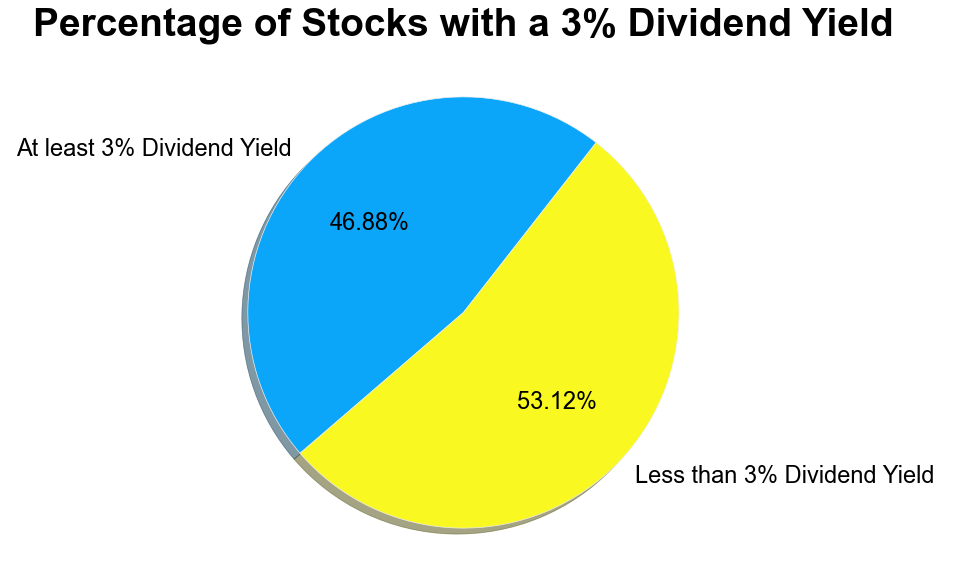 Percentage of Stocks with a 3% Dividend Yield
At least 3% Dividend Yield
46.88%
53.12%
Less than 3% Dividend Yield